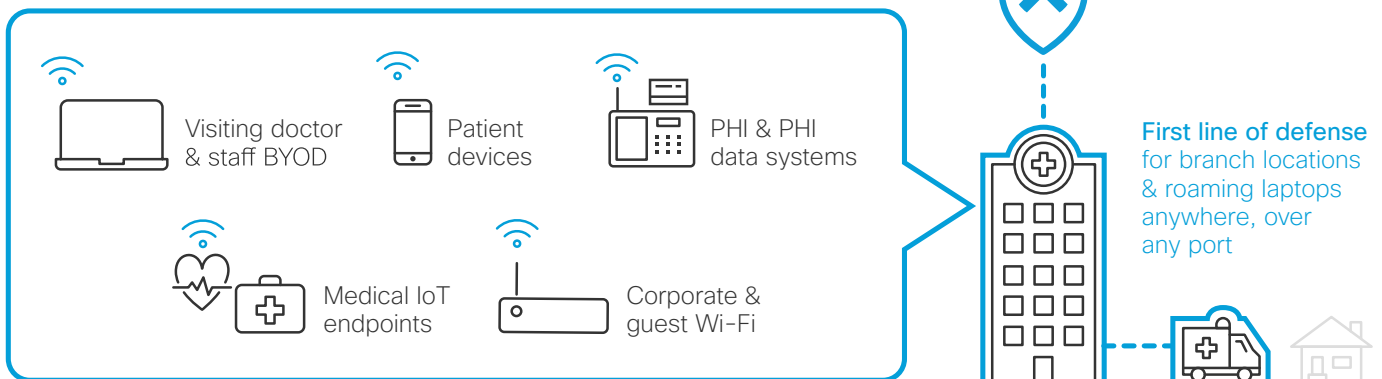 Visiting doctor
& staff BYOD
Patient
devices
PHI & PHI
data systems
Medical IoT
endpoints
Corporate &
guest Wi-Fi
First line of defense
for branch locations
& roaming laptops
anywhere, over
any port